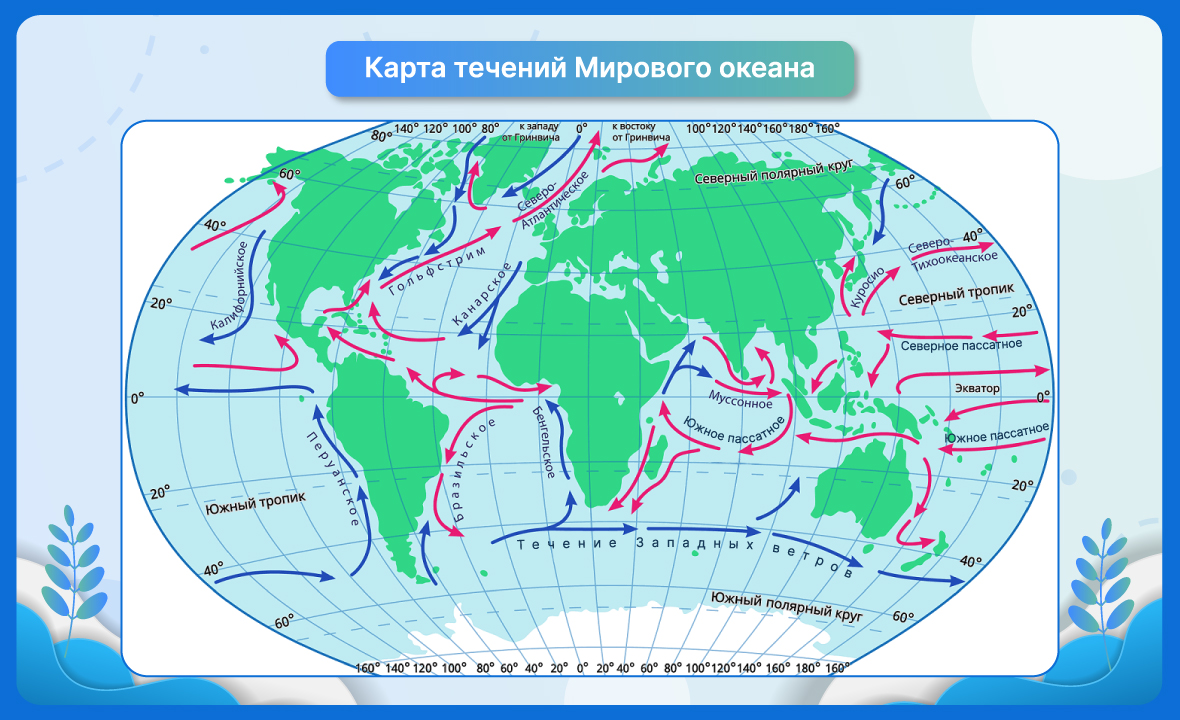 Карта течений Мирового океана
80° 140° 120° 100° 80° к западу 0° к востоку 100° 120° 140° 160° 180° 160°
от Гринвича от Гринвича
Северный полярный круг
60° 60°
Северо-
Атлантическое
40° 40°
Северо-
Тихоокеанское
Гольфстрим
Калифорнийское
Канарское
Куросио
Северный тропик
20° 20°
Северное пассатное
Экватор
0° 0°
Муссонное
Южное пассатное
Южное пассатное
Перуанское
Бразильское
Бенгельское
Южный тропик
20° 20°
Течение Западных ветров
40° 40°
Южный полярный круг
60° 60°
160° 140° 120° 100° 80° 60° 40° 20° 0° 20° 40° 60° 80° 100° 120° 140° 160° 180° 160°